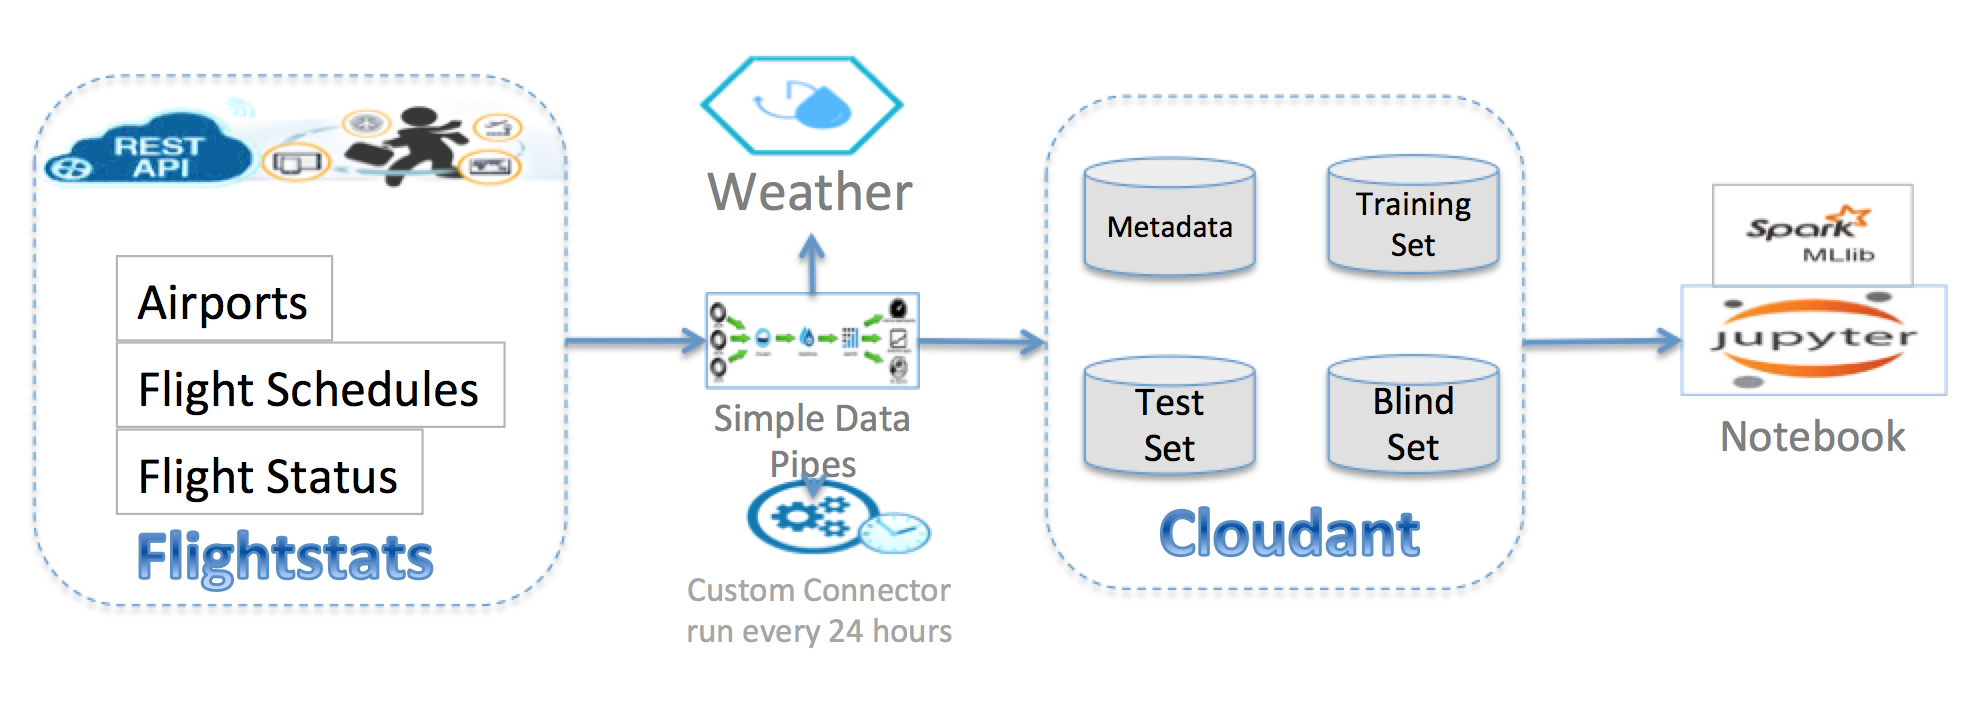 REST
API
Airports
Flight Schedules
Flight Status
Flightstats
Weather
Simple Data
Pipes
Custom Connector
run every 24 hours
Metadata
Training
Set
Test
Set
Blind
Set
Cloudant
Spark
MLlib
jupyter
Notebook